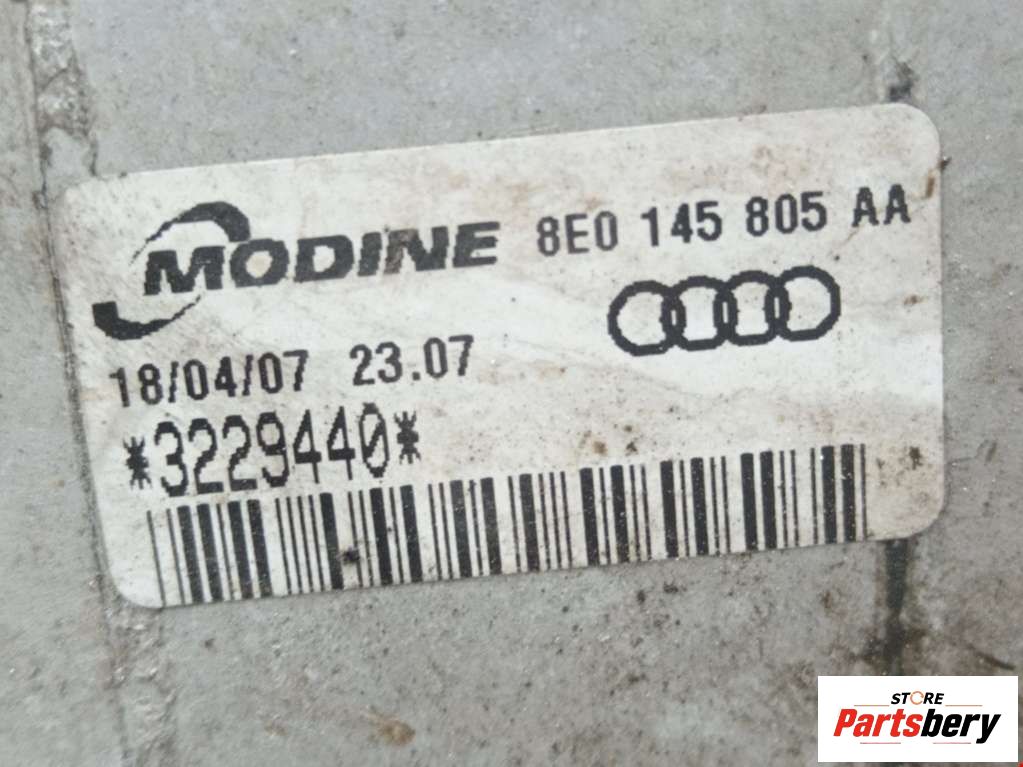 MODINE 8E0 145 805 AA
18/04/07 23.07
*3229440*
STORE
Partsbery